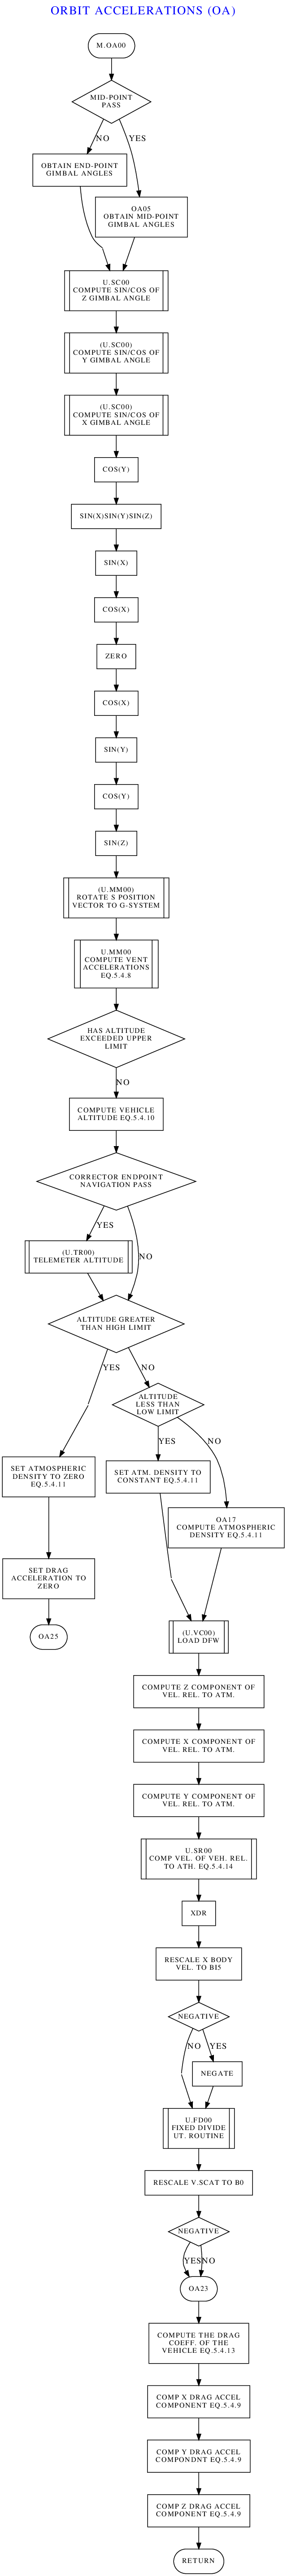 ORBIT ACCELERATIONS (OA)
M.OA00
MID-POINT
PASS
NO
YES
OBTAIN END-POINT
GIMBAL ANGLES
OA05
OBTAIN MID-POINT
GIMBAL ANGLES
U.SC00
COMPUTE SIN/COS OF
Z GIMBAL ANGLE
(U.SC00)
COMPUTE SIN/COS OF
Y GIMBAL ANGLE
(U.SC00)
COMPUTE SIN/COS OF
X GIMBAL ANGLE
COS(Y)
SIN(X)SIN(Y)SIN(Z)
SIN(X)
COS(X)
ZERO
COS(X)
SIN(Y)
COS(Y)
SIN(Z)
(U.MM00)
ROTATE S POSITION
VECTOR TO G-SYSTEM
U.MM00
COMPUTE VENT
ACCELERATIONS
EQ.5.4.8
HAS ALTITUDE
EXCEEDED UPPER
LIMIT
NO
COMPUTE VEHICLE
ALTITUDE EQ.5.4.10
CORRECTOR ENDPOINT
NAVIGATION PASS
YES
NO
(U.TR00)
TELEMETER ALTITUDE
ALTITUDE GREATER
THAN HIGH LIMIT
YES
NO
ALTITUDE
LESS THAN
LOW LIMIT
YES
NO
SET ATMOSPHERIC
DENSITY TO ZERO
EQ.5.4.11
SET ATM. DENSITY TO
CONSTANT EQ.5.4.11
OA17
COMPUTE ATMOSPHERIC
DENSITY EQ.5.4.11
SET DRAG
ACCELERATION TO
ZERO
OA25
(U.VC00)
LOAD DFW
COMPUTE Z COMPONENT OF
VEL. REL. TO ATM.
COMPUTE X COMPONENT OF
VEL. REL. TO ATM.
COMPUTE Y COMPONENT OF
VEL. REL. TO ATM.
U.SR00
COMP VEL. OF VEH. REL.
TO ATH. EQ.5.4.14
XDR
RESCALE X BODY
VEL. TO BI5
NEGATIVE
NO
YES
NEGATE
U.FD00
FIXED DIVIDE
UT. ROUTINE
RESCALE V.SCAT TO B0
NEGATIVE
YES
NO
OA23
COMPUTE THE DRAG
COEFF. OF THE
VEHICLE EQ.5.4.13
COMP X DRAG ACCEL
COMPONENT EQ.5.4.9
COMP Y DRAG ACCEL
COMPONDNT EQ.5.4.9
COMP Z DRAG ACCEL
COMPONENT EQ.5.4.9
RETURN